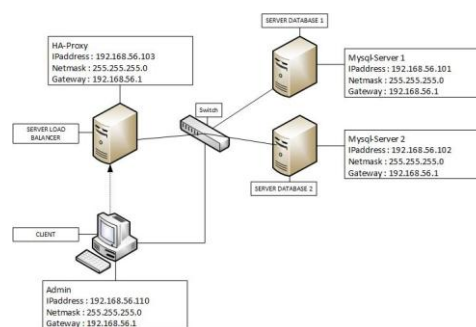 SERVER DATABASE 1
HA-Proxy
IPaddress : 192.168.56.103
Netmask : 255.255.255.0
Gateway : 192.168.56.1
Mysql-Server 1
IPaddress : 192.168.56.101
Netmask : 255.255.255.0
Gateway : 192.168.56.1
Switch
SERVER LOAD
BALANCER
Mysql-Server 2
IPaddress : 192.168.56.102
Netmask : 255.255.255.0
Gateway : 192.168.56.1
SERVER DATABASE 2
CLIENT
Admin
IPaddress : 192.168.56.110
Netmask : 255.255.255.0
Gateway : 192.168.56.1